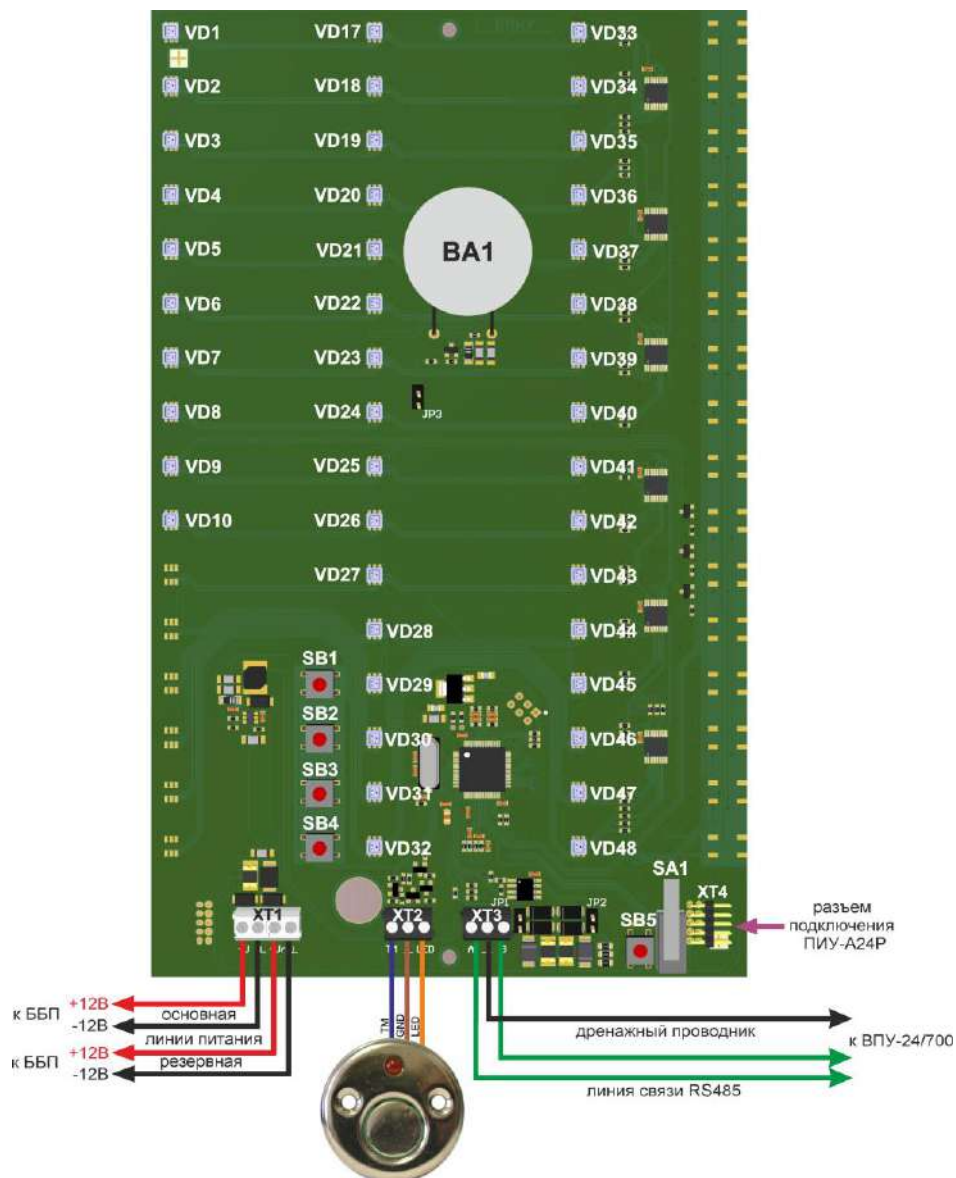 VD1 VD17 VD33
VD2 VD18 VD34
VD3 VD19 VD35
VD4 VD20 VD36
BA1
VD5 VD21 VD37
VD6 VD22 VD38
VD7 VD23 VD39
JP3
VD8 VD24 VD40
VD9 VD25 VD41
VD10 VD26 VD42
VD27 VD43
VD28 VD44
SB1
VD29 VD45
SB2
VD30 VD46
SB3
VD31 VD47
SB4
VD32 VD48
SA1
XT4
XT1 XT2 XT3 JP1 JP2
SB5
разъем
подключения
ПИУ-А24Р
LED
A B
TM GND LED
к ББП +12В основная
-12В линии питания
к ББП +12В резервная
-12В
дренажный проводник
к ВПУ-24/700
линия связи RS485